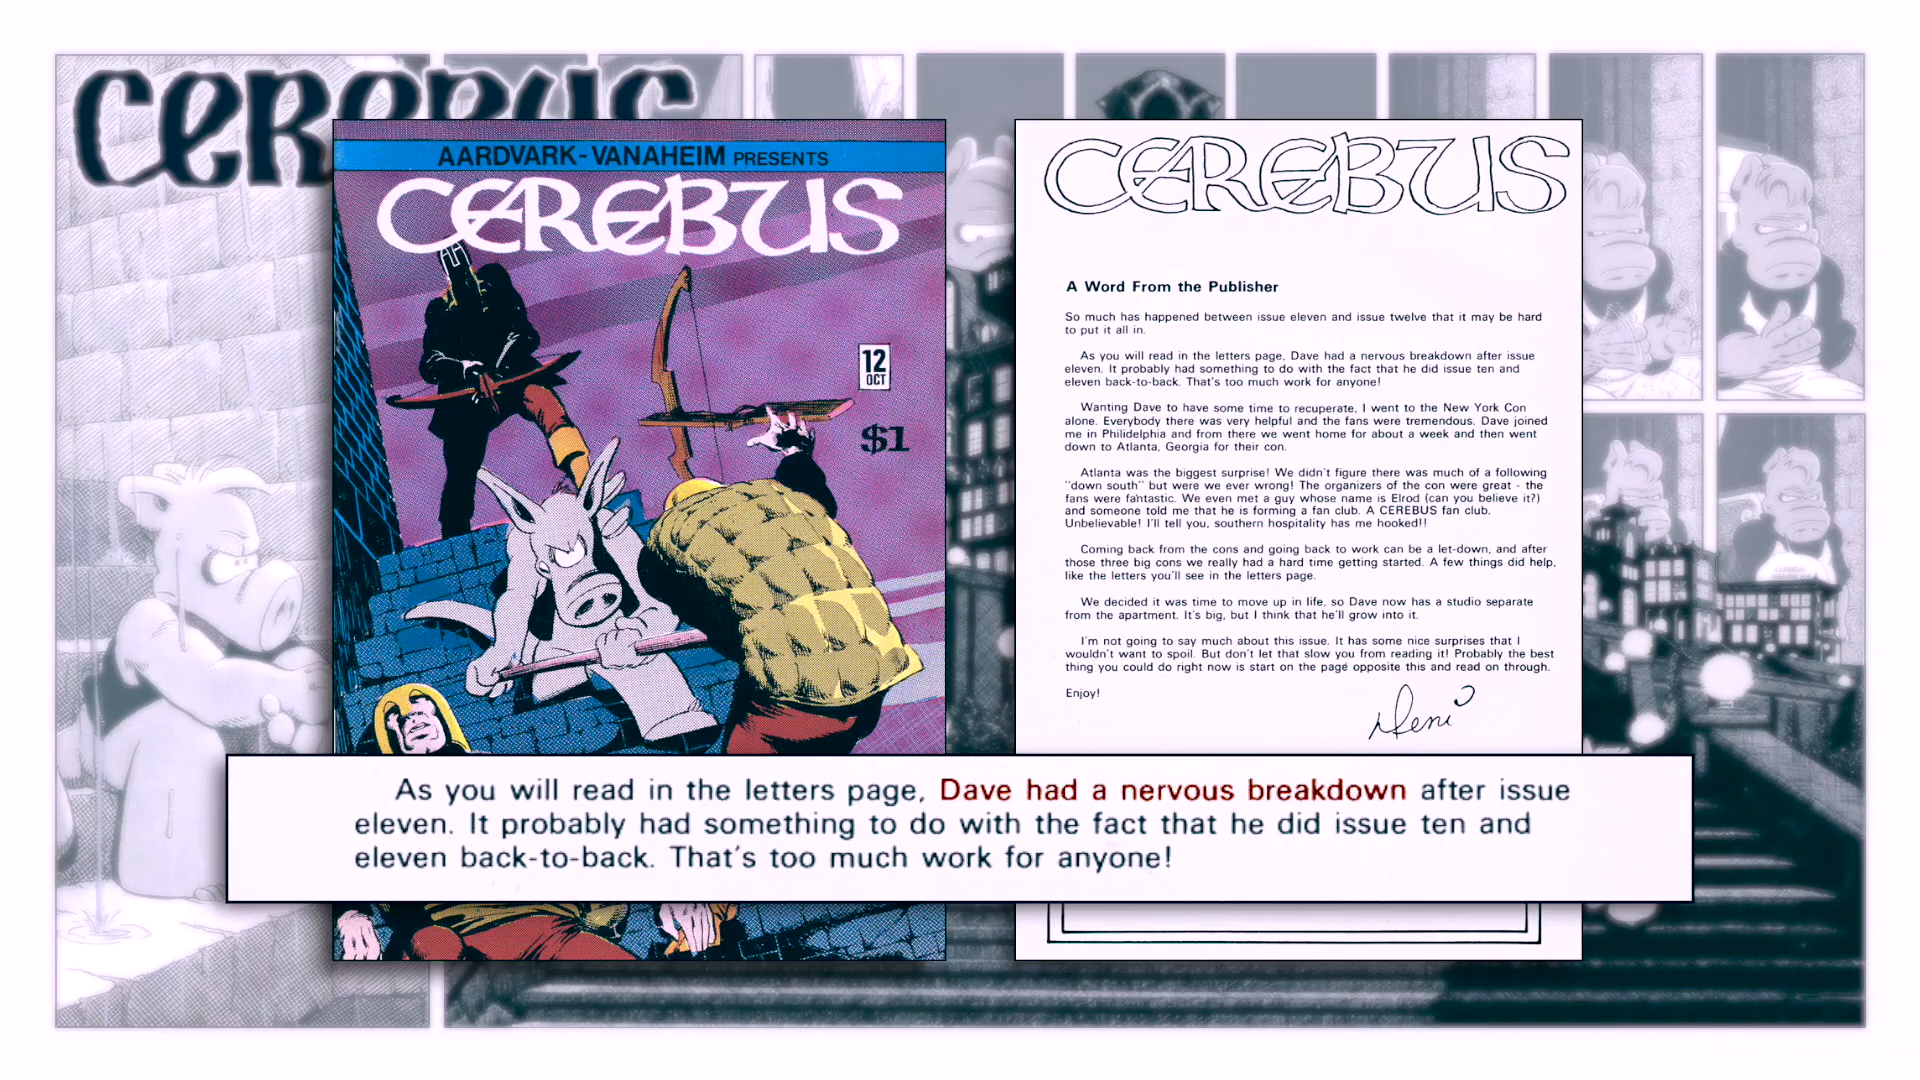 CEREBUS
AARDVARK-VANAHEIM PRESENTS
CEREBUS
12
OCT
$1
CEREBUS
A Word From the Publisher
So much has happened between issue eleven and issue twelve that it may be hard
to put it all in.
As you will read in the letters page, Dave had a nervous breakdown after issue
eleven. It probably had something to do with the fact that he did issue ten and
eleven back-to-back. That's too much work for anyone!
Wanting Dave to have some time to recuperate, I went to the New York Con
alone. Everybody there was very helpful and the fans were tremendous. Dave joined
me in Philidelphia and from there we went home for about a week and then went
down to Atlanta, Georgia for their con.
Atlanta was the biggest surprise! We didn't figure there was much of a following
"down south" but were we ever wrong! The organizers of the con were great - the
fans were fantastic. We even met a guy whose name is Elrod (can you believe it?)
and someone told me that he is forming a fan club. A CEREBUS fan club.
Unbelievable! I'll tell you, southern hospitality has me hooked!!
Coming back from the cons and going back to work can be a let-down, and after
those three big cons we really had a hard time getting started. A few things did help,
like the letters you'll see in the letters page.
We decided it was time to move up in life, so Dave now has a studio separate
from the apartment. It's big, but I think that he'll grow into it.
I'm not going to say much about this issue. It has some nice surprises that I
wouldn't want to spoil. But don't let that slow you from reading it! Probably the best
thing you could do right now is start on the page opposite this and read on through.
Enjoy!
Deni
As you will read in the letters page, Dave had a nervous breakdown after issue
eleven. It probably had something to do with the fact that he did issue ten and
eleven back-to-back. That's too much work for anyone!